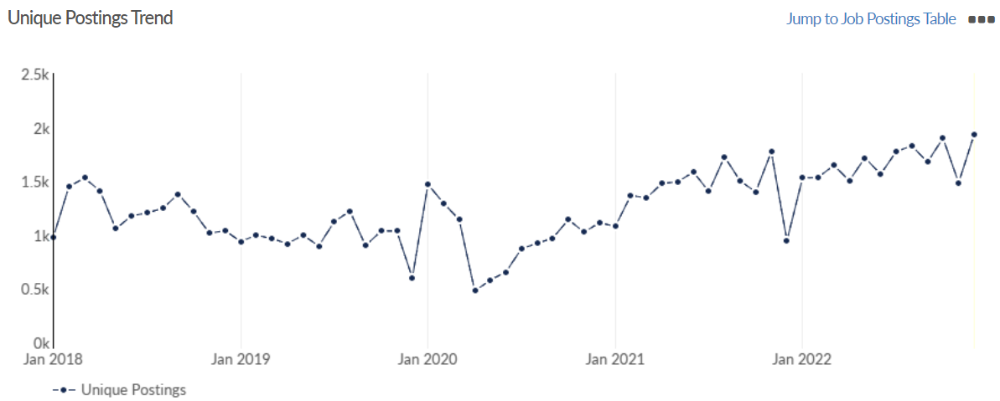 Unique Postings Trend
Jump to Job Postings Table
2.5k
2k
1.5k
1k
0.5k
0k
Jan 2018 Jan 2019 Jan 2020 Jan 2021 Jan 2022
Unique Postings